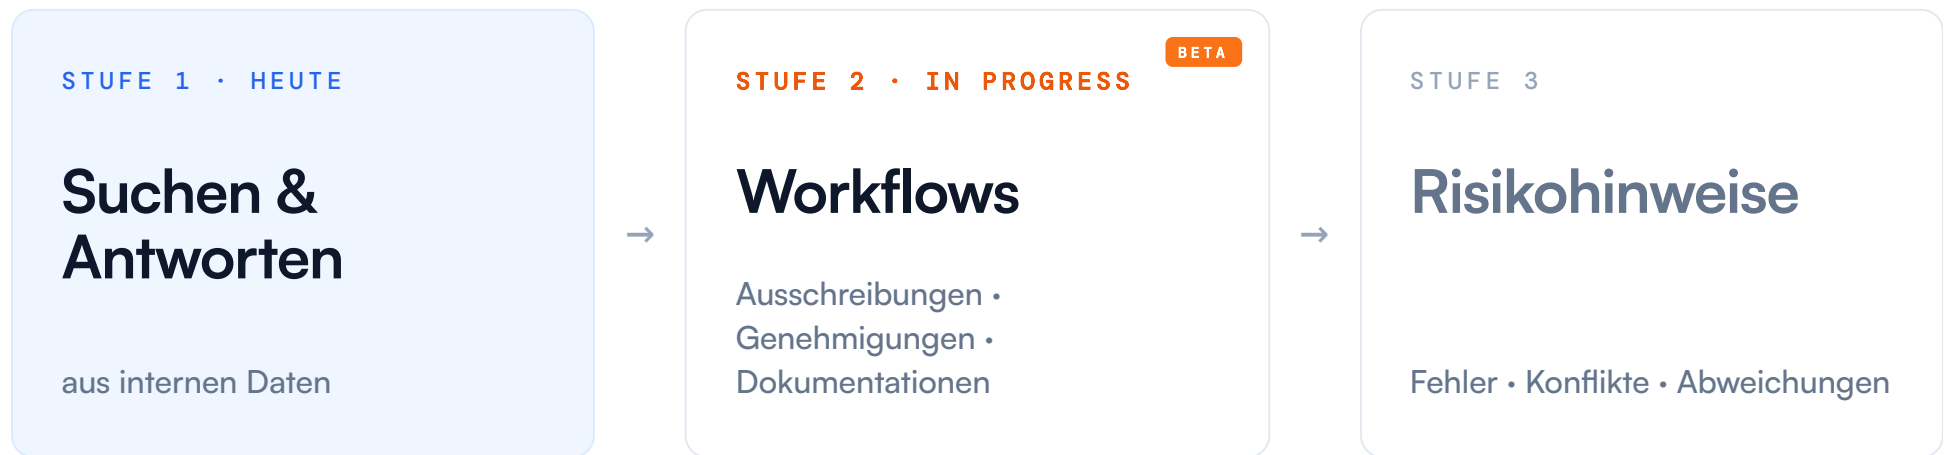 STUFE 1 · HEUTE
Suchen &
Antworten
aus internen Daten
→
BETA
STUFE 2 · IN PROGRESS
Workflows
Ausschreibungen ·
Genehmigungen ·
Dokumentationen
→
STUFE 3
Risikohinweise
Fehler · Konflikte · Abweichungen